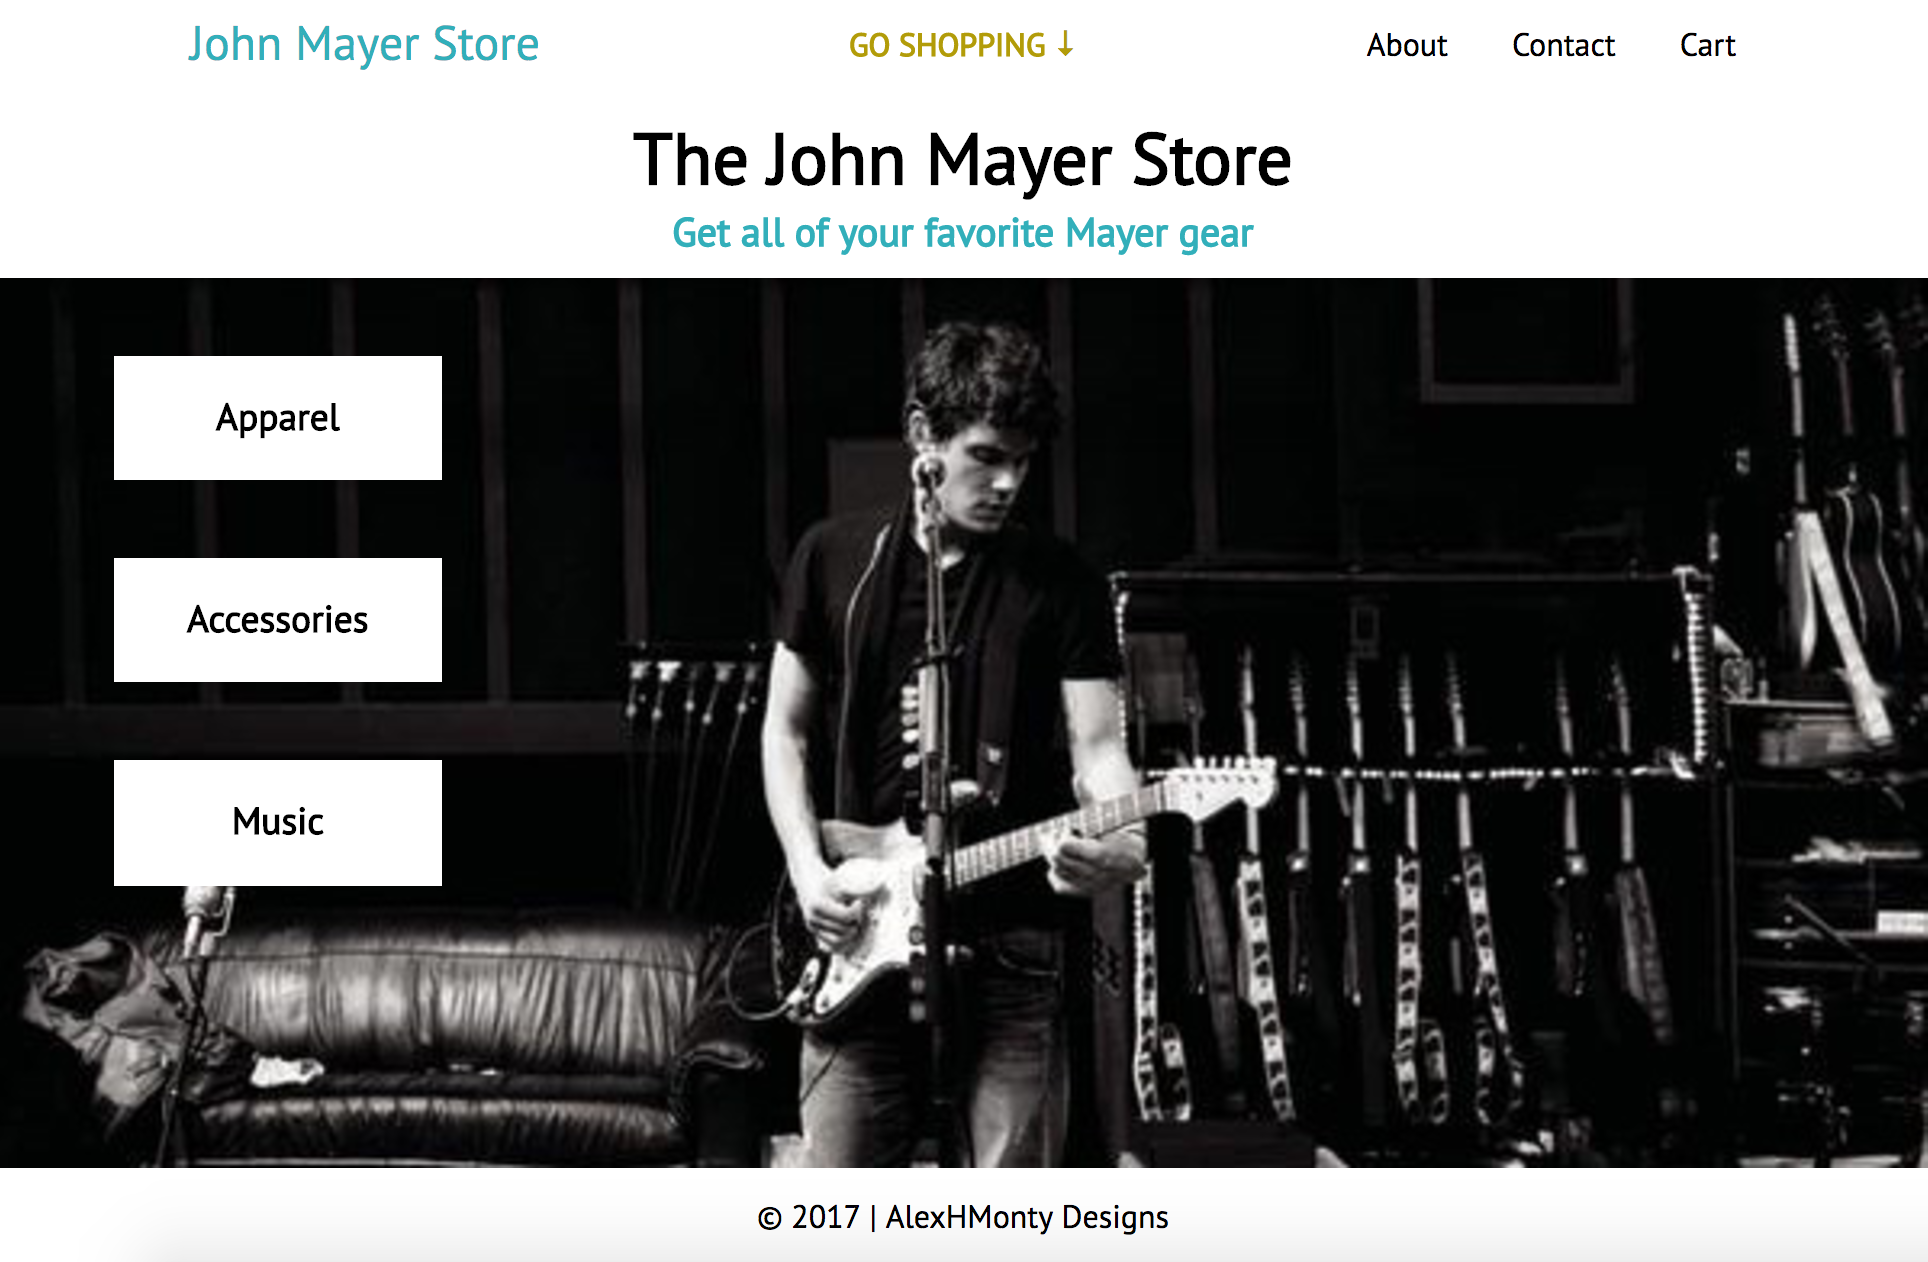 John Mayer Store
GO SHOPPING ↓
About Contact Cart
The John Mayer Store
Get all of your favorite Mayer gear
Apparel
Accessories
Music
© 2017 | AlexHMonty Designs